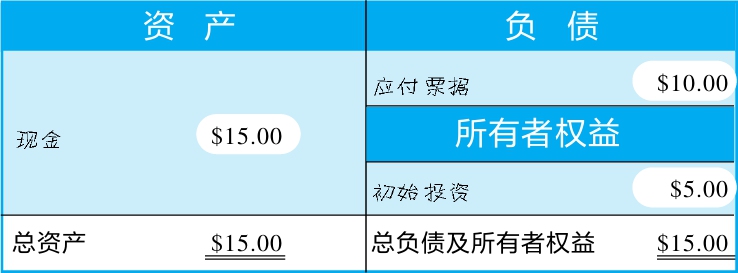 资 产 负 债
应付票据 $10.00
现金 $15.00 所有者权益
初始投资 $5.00
总资产 $15.00 总负债及所有者权益 $15.00